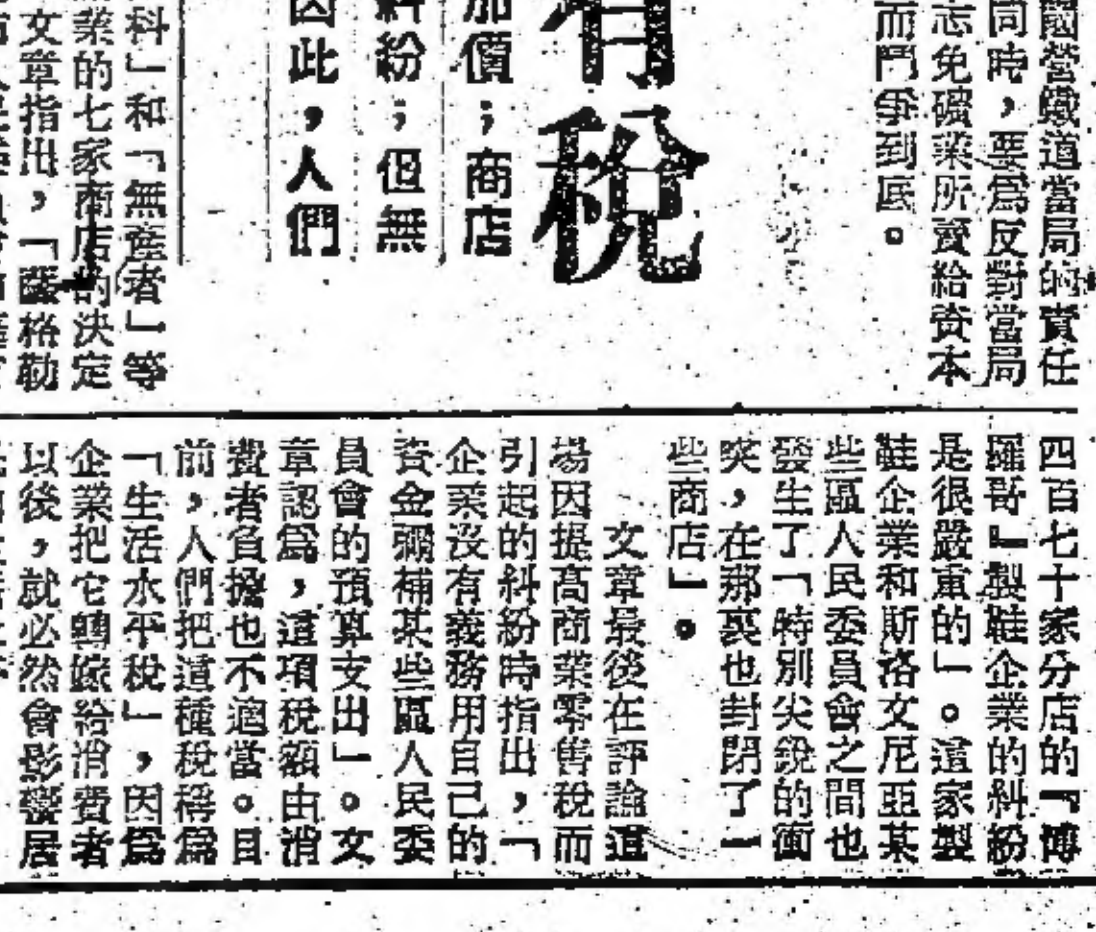 國營鐵道當局的責任
同時，要爲反對當局
志免礦業所賣給資本
而鬥爭到底。
有稅
加價；商店
糾紛；但無
因此，人們
科」和「無產者」等
業的七家商店的決定
文章指出，「薩格勒
四百七十家分店的『博
羅哥』製鞋企業的糾紛
是很嚴重的」。這家製
鞋企業和斯洛文尼亞某
些區人民委員會之間也
發生了「特別尖銳的衝
突，在那裏也封閉了一
些商店」。
文章最後在評論這
場因提高商業零售稅而
引起的糾紛時指出，「
企業沒有義務用自己的
資金彌補某些區人民委
員會的預算支出」。文
章認爲，這項稅額由消
費者負擔也不適當。目
前，人們把這種稅稱爲
「生活水平稅」，因爲
企業把它轉嫁給消費者
以後，就必然會影響居